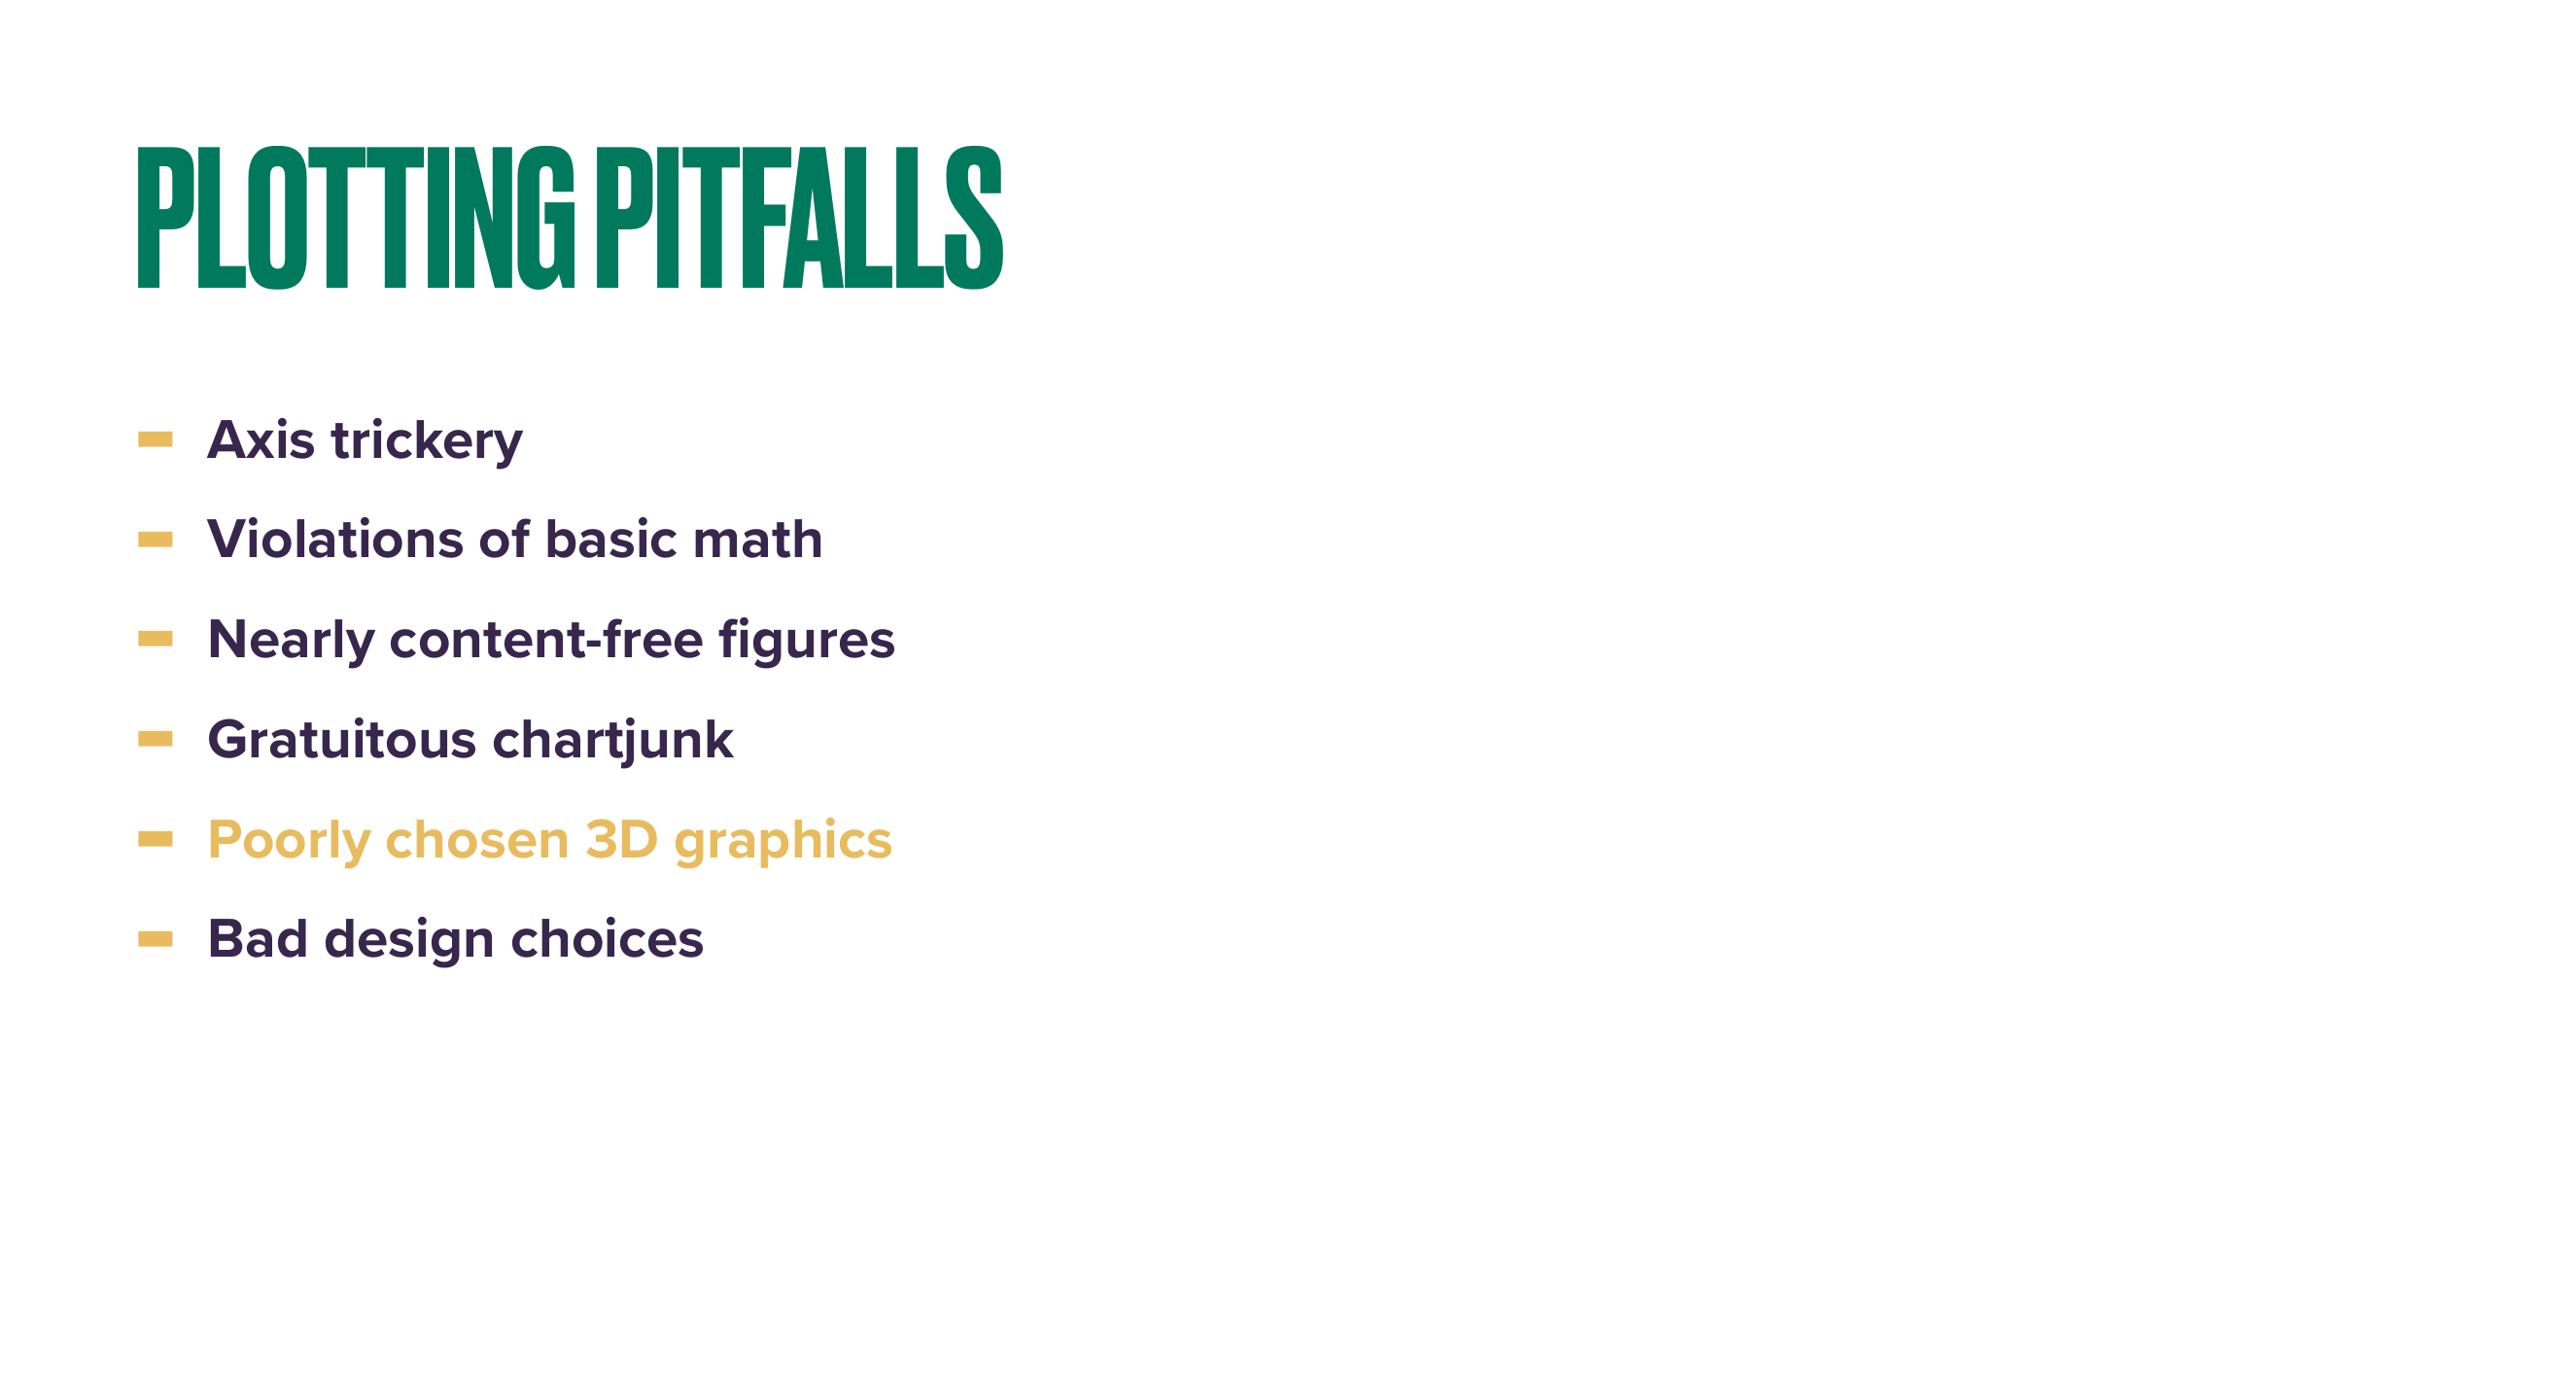 PLOTTING PITFALLS
Axis trickery
Violations of basic math
Nearly content-free figures
Gratuitous chartjunk
Poorly chosen 3D graphics
Bad design choices